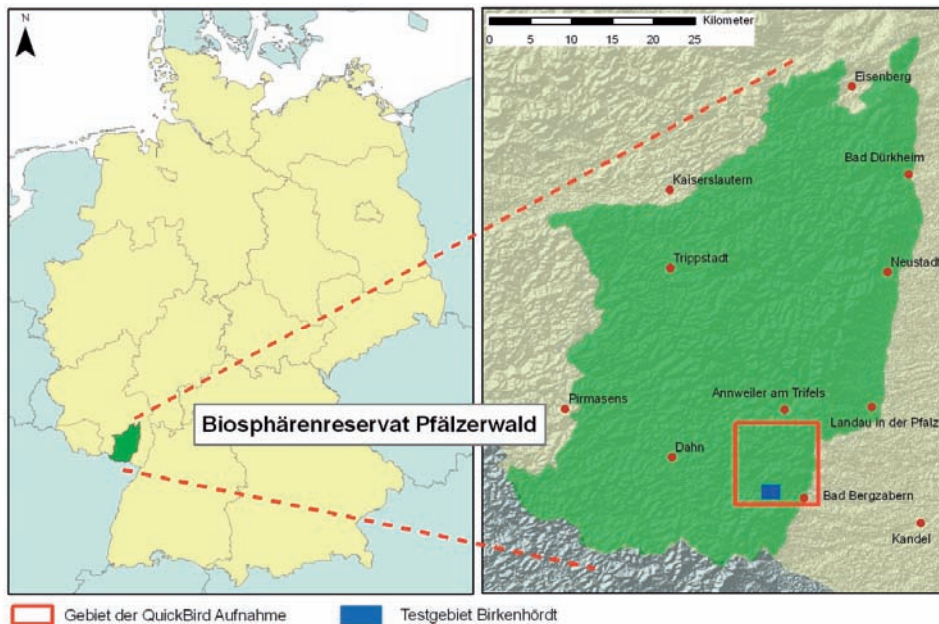 N
Kilometer
0 5 10 15 20 25
Eisenberg
Bad Dürkheim
Kaiserslautern
Trippstadt
Neustadt
Annweiler am Trifels
Pirmasens
Landau in der Pfalz
Biosphärenreservat Pfälzerwald
Dahn
Bad Bergzabern
Kandel
Gebiet der QuickBird Aufnahme
Testgebiet Birkenhördt